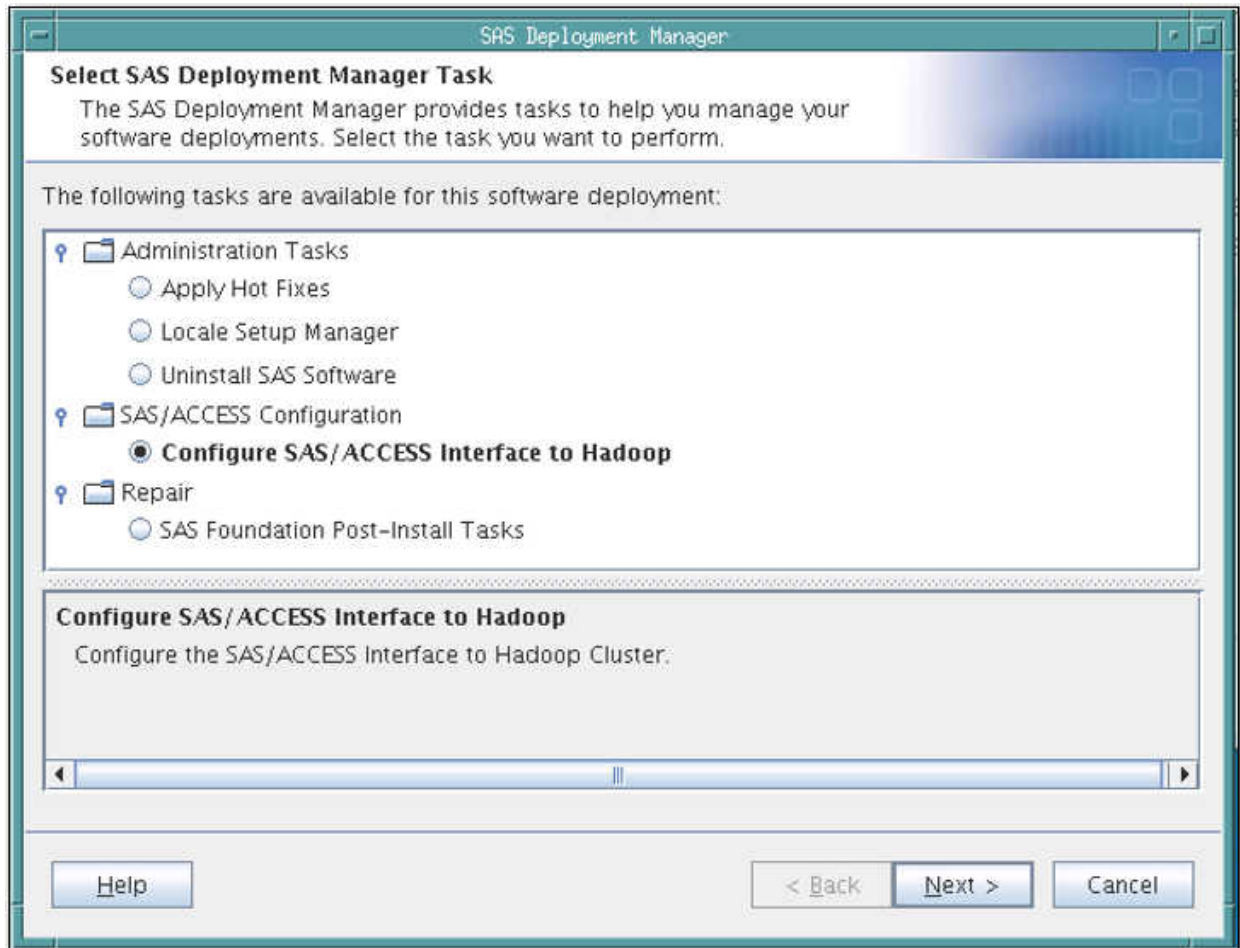 SAS Deployment Manager
Select SAS Deployment Manager Task
The SAS Deployment Manager provides tasks to help you manage your
software deployments. Select the task you want to perform.
The following tasks are available for this software deployment:
Administration Tasks
Apply Hot Fixes
Locale Setup Manager
Uninstall SAS Software
SAS/ACCESS Configuration
Configure SAS/ACCESS Interface to Hadoop
Repair
SAS Foundation Post-Install Tasks
Configure SAS/ACCESS Interface to Hadoop
Configure the SAS/ACCESS Interface to Hadoop Cluster.
Help
< Back
Next >
Cancel